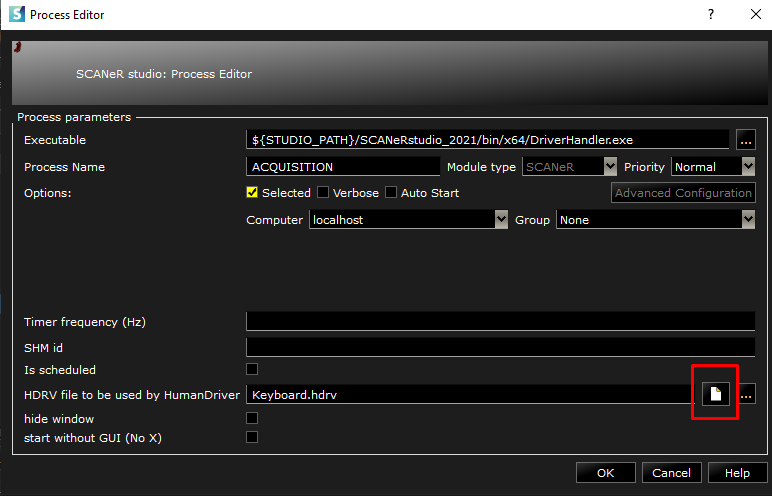 Process Editor
?
SCANeR studio: Process Editor
Process parameters
Executable ${STUDIO_PATH}/SCANeRstudio_2021/bin/x64/DriverHandler.exe ...
Process Name ACQUISITION Module type SCANeR Priority Normal
Options: Selected Verbose Auto Start Advanced Configuration
Computer localhost Group None
Timer frequency (Hz)
SHM id
Is scheduled
HDRV file to be used by HumanDriver Keyboard.hdrv ...
hide window
start without GUI (No X)
OK Cancel Help